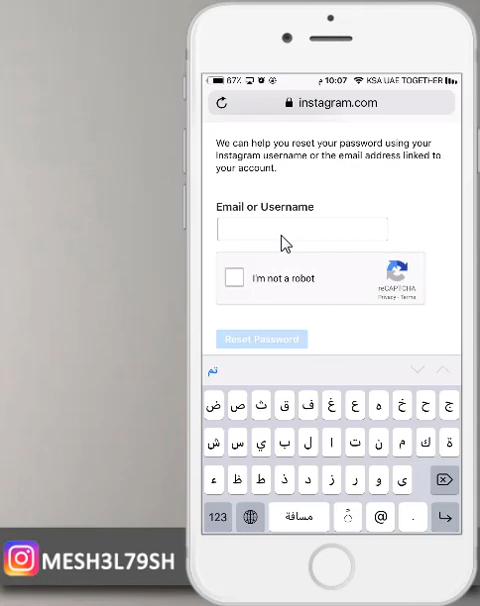 67% 10:07 م KSA UAE TOGETHER
instagram.com
We can help you reset your password using your
Instagram username or the email address linked to
your account.
Email or Username
I'm not a robot
reCAPTCHA
Privacy - Terms
Reset Password
تم
ض ص ث ق ف غ ع ه خ ح ج
ش س ي ب ل ا ت ن م ك ة
ء ظ ط ذ د ز ر و ى
123 مسافة @ .
MESH3L79SH